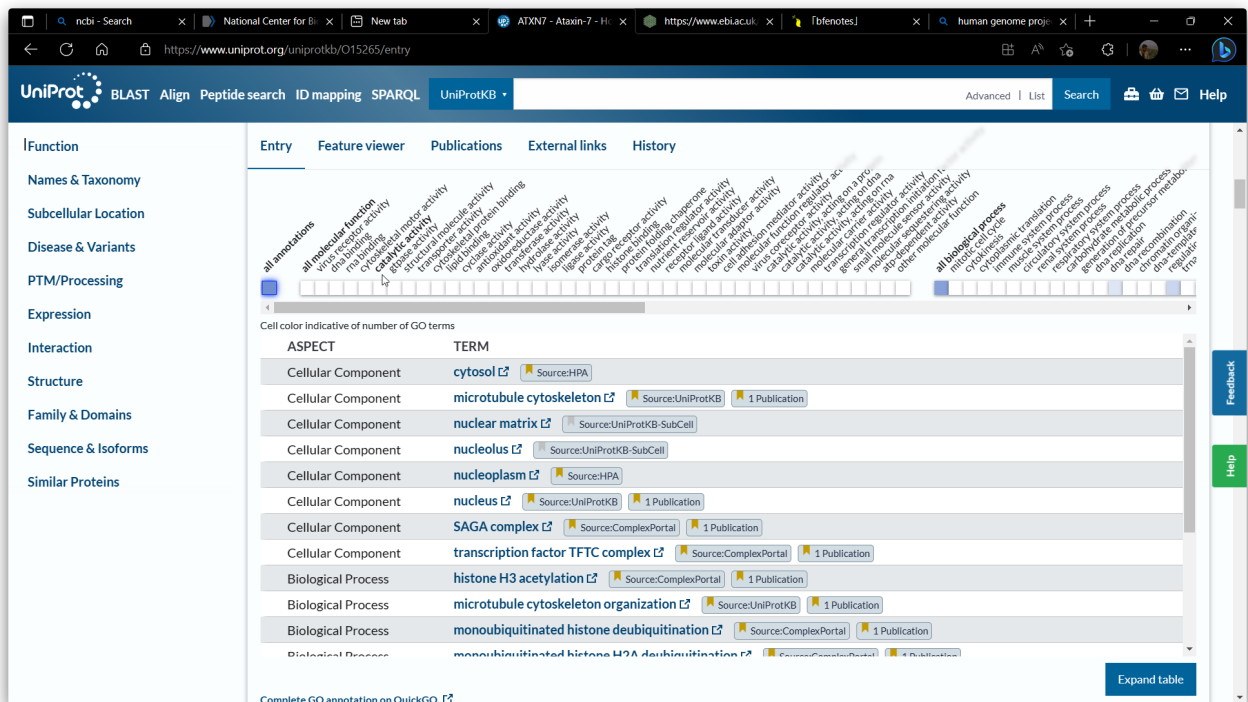 ncbi - Search
National Center for Bi
New tab
ATXN7 - Ataxin-7 - Ho
https://www.ebi.ac.uk
「bfenotes」
human genome proje
https://www.uniprot.org/uniprotkb/O15265/entry
UniProt BLAST Align Peptide search ID mapping SPARQL UniProtKB Advanced | List Search Help
Function
Names & Taxonomy
Subcellular Location
Disease & Variants
PTM/Processing
Expression
Interaction
Structure
Family & Domains
Sequence & Isoforms
Similar Proteins
Entry Feature viewer Publications External links History
all annotations
all molecular function
virus receptor activity
dna binding
rna binding
cytoskeletal motor activity
catalytic activity
gtpase activity
structural molecule activity
transporter activity
cytoskeletal protein binding
lipid binding
cyclase activity
antioxidant activity
oxidoreductase activity
transferase activity
hydrolase activity
lyase activity
isomerase activity
ligase activity
protein tag
cargo receptor activity
histone binding
protein folding chaperone
translation regulator activity
nutrient reservoir activity
receptor ligand activity
molecular transducer activity
molecular adaptor activity
toxin activity
cell adhesion mediator activity
molecular function regulator
virus coreceptor activity
catalytic activity, acting on a pro
catalytic activity, acting on dna
catalytic activity, acting on rna
molecular carrier activity
transcription regulator activity
general transcription initiation
small molecule sensor activity
molecular sequestering activity
atp-dependent activity
other molecular function
all biological process
mitotic cell cycle
cytokinesis
cytoplasmic translation
immune system process
muscle system process
circulatory system process
renal system process
respiratory system process
carbohydrate metabolic process
generation of precursor metabo
dna replication
dna repair
dna recombination
chromatin organi
dna-template
regulatio
trna
Cell color indicative of number of GO terms
ASPECT TERM
Cellular Component cytosol Source:HPA
Cellular Component microtubule cytoskeleton Source:UniProtKB 1 Publication
Cellular Component nuclear matrix Source:UniProtKB-SubCell
Cellular Component nucleolus Source:UniProtKB-SubCell
Cellular Component nucleoplasm Source:HPA
Cellular Component nucleus Source:UniProtKB 1 Publication
Cellular Component SAGA complex Source:ComplexPortal 1 Publication
Cellular Component transcription factor TFTC complex Source:ComplexPortal 1 Publication
Biological Process histone H3 acetylation Source:ComplexPortal 1 Publication
Biological Process microtubule cytoskeleton organization Source:UniProtKB 1 Publication
Biological Process monoubiquitinated histone deubiquitination Source:ComplexPortal 1 Publication
Biological Process monoubiquitinated histone H2A deubiquitination Source:ComplexPortal 1 Publication
Expand table
Complete GO annotation on QuickGO
Feedback
Help